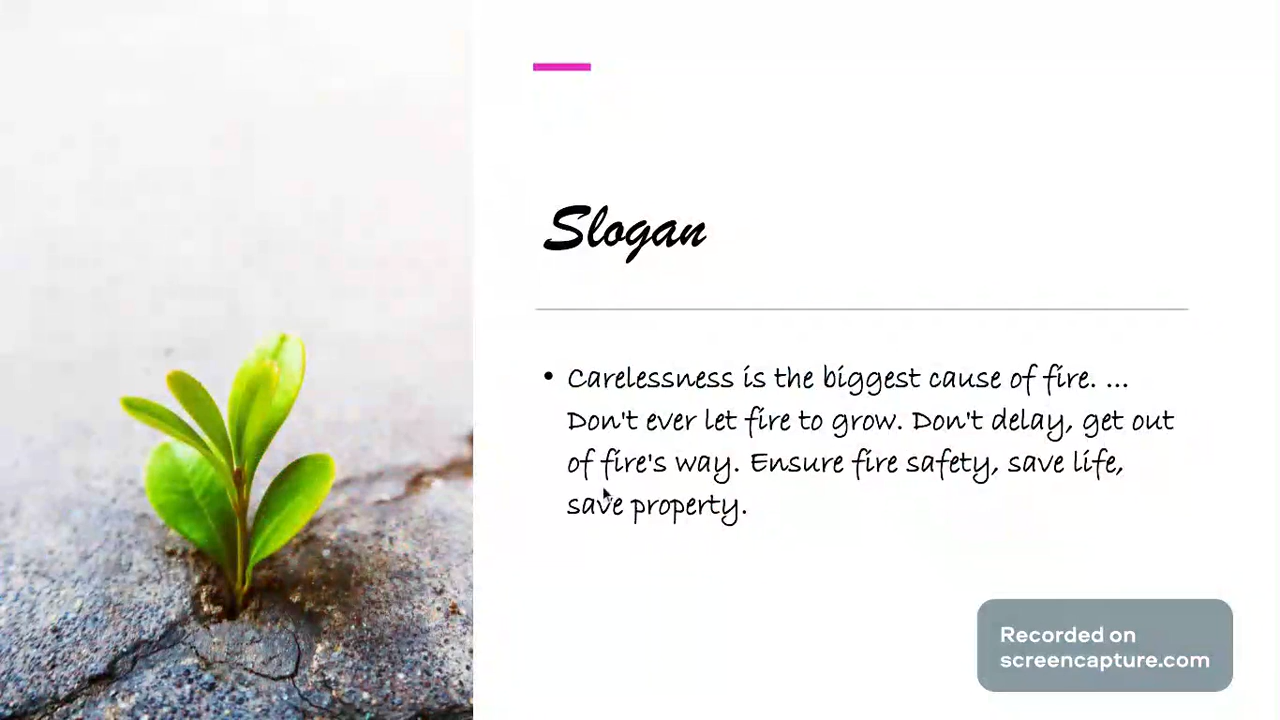 Slogan
• Carelessness is the biggest cause of fire. ...
Don't ever let fire to grow. Don't delay, get out
of fire's way. Ensure fire safety, save life,
save property.
Recorded on
screencapture.com